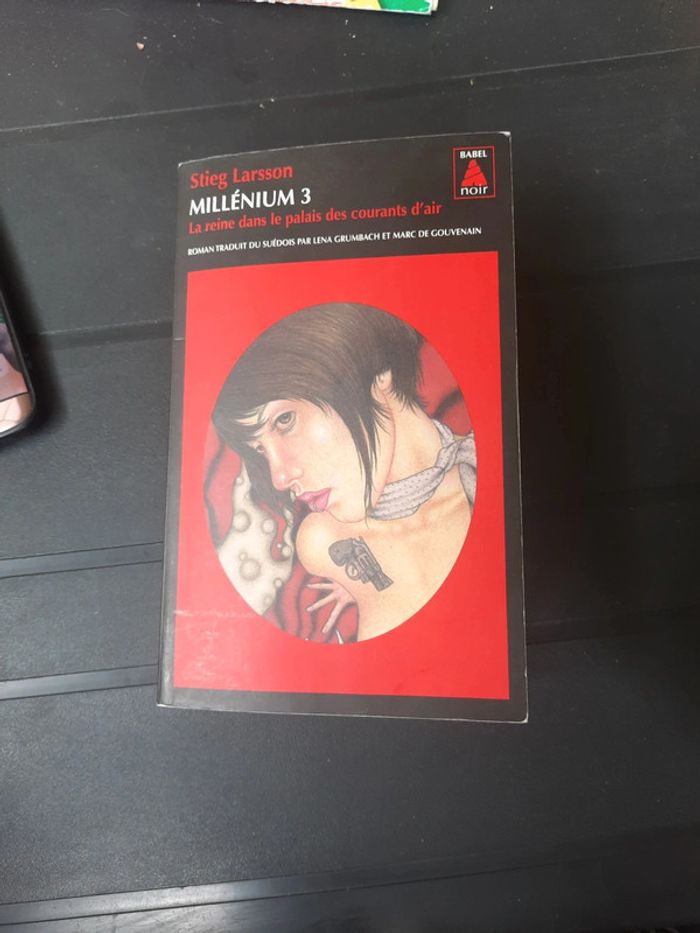 Stieg Larsson
MILLÉNIUM 3
La reine dans le palais des courants d'air
ROMAN TRADUIT DU SUÉDOIS PAR LENA GRUMBACH ET MARC DE GOUVENAIN
BABEL
noir